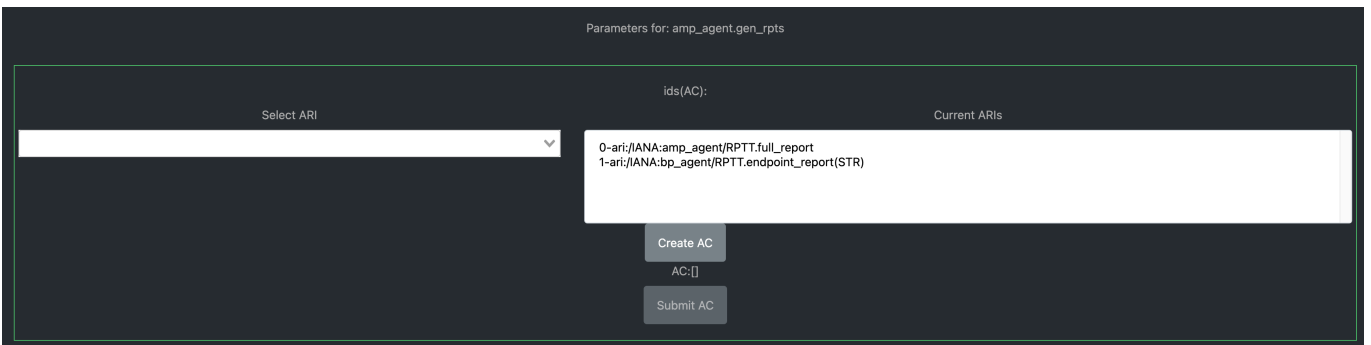 Parameters for: amp_agent.gen_rpts
ids(AC):
Select ARI
Current ARIs
0-ari:/IANA:amp_agent/RPTT.full_report
1-ari:/IANA:bp_agent/RPTT.endpoint_report(STR)
Create AC
AC:[]
Submit AC